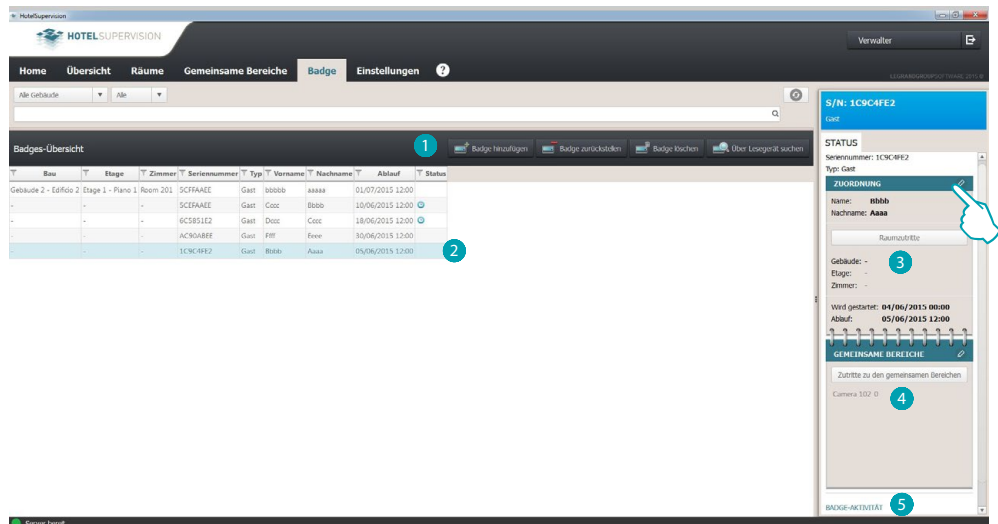 HotelSupervision
HOTELSUPERVISION
Verwalter
Home Übersicht Räume Gemeinsame Bereiche Badge Einstellungen ?
LEGRANDGROUPSOFTWARE 2015 ©
Alle Gebäude Alle
Badges-Übersicht
1
Badge hinzufügen Badge zurückstellen Badge löschen Über Lesegerät suchen
Bau Etage Zimmer Seriennummer Typ Vorname Nachname Ablauf Status
Gebäude 2 - Edificio 2 Etage 1 - Piano 1 Room 201 5CFFAAEE Gast bbbbb aaaaa 01/07/2015 12:00
- - - 5CEFAAEE Gast Cccc Bbbb 10/06/2015 12:00
- - - 6C5851E2 Gast Dccc Cccc 18/06/2015 12:00
- - - AC90ABEE Gast Ffff Eeee 30/06/2015 12:00
- - - 1C9C4FE2 Gast Bbbb Aaaa 05/06/2015 12:00
2
S/N: 1C9C4FE2
Gast
STATUS
Seriennummer: 1C9C4FE2
Typ: Gast
ZUORDNUNG
Name: Bbbb
Nachname: Aaaa
Raumzutritte
Gebäude: -
Etage: -
Zimmer: -
3
Wird gestartet: 04/06/2015 00:00
Ablauf: 05/06/2015 12:00
GEMEINSAME BEREICHE
Zutritte zu den gemeinsamen Bereichen
Camera 102 D
4
BADGE-AKTIVITÄT
5
Server bereit